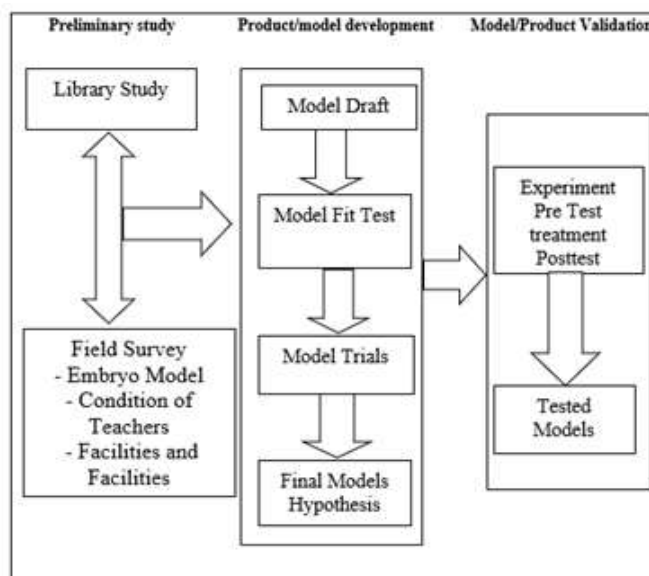 Preliminary study
Product/model development
Model/Product Validation
Library Study
Field Survey
- Embryo Model
- Condition of
Teachers
- Facilities and
Facilities
Model Draft
Model Fit Test
Model Trials
Final Models
Hypothesis
Experiment
Pre Test
treatment
Posttest
Tested
Models